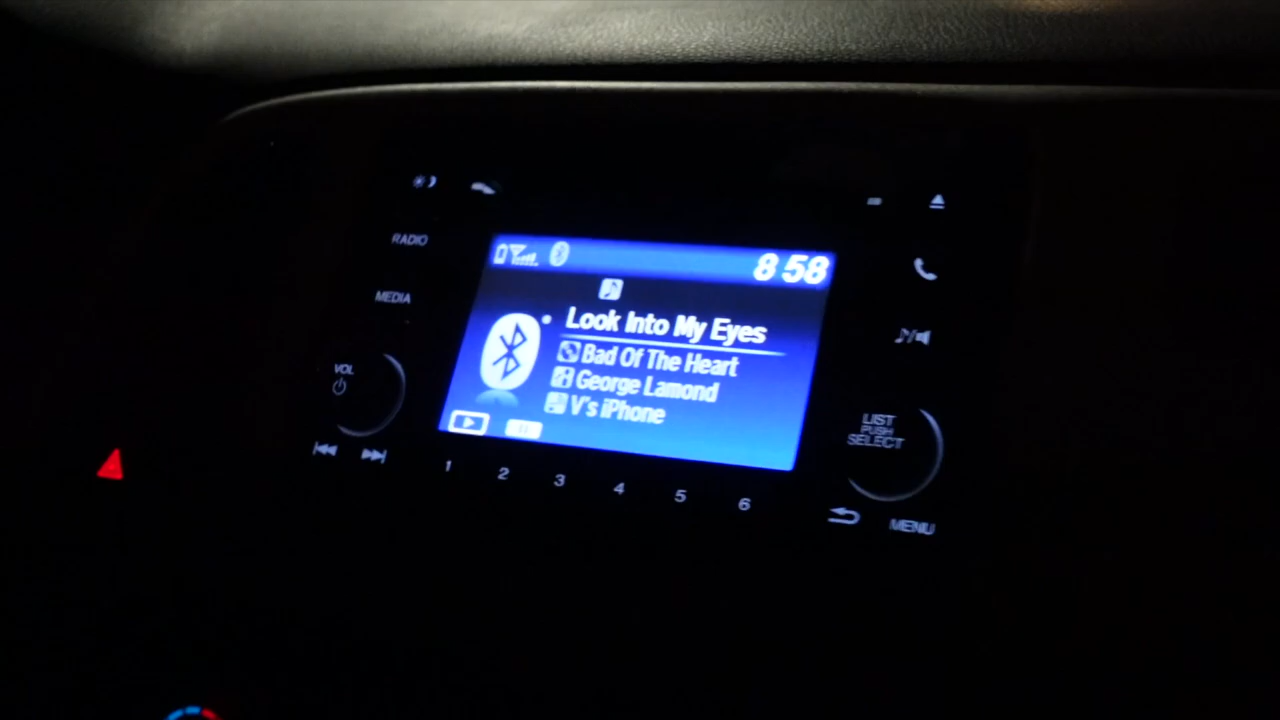 RADIO
8 58
MEDIA
Look Into My Eyes
Bad Of The Heart
George Lamond
V's iPhone
VOL
LIST
PUSH
SELECT
1 2 3 4 5 6
MENU